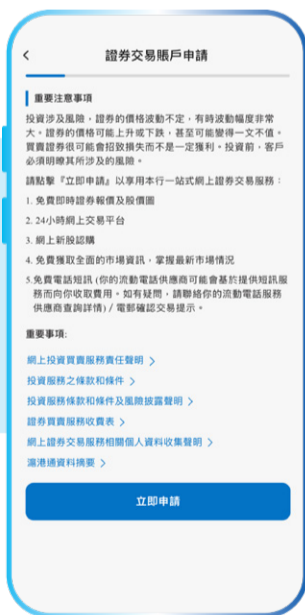 證券交易賬戶申請
重要注意事項
投資涉及風險，證券的價格波動不定，有時波動幅度非常
大。證券的價格可能上升或下跌，甚至可能變得一文不值。
買賣證券很可能會招致損失而不是一定獲利。投資前，客戶
必須明瞭其所涉及的風險。
請點擊『立即申請』以享用本行一站式網上證券交易服務：
1. 免費即時證券報價及股價圖
2. 24小時網上交易平台
3. 網上新股認購
4. 免費獲取全面的市場資訊，掌握最新市場情況
5.免費電話短訊 (你的流動電話供應商可能會基於提供短訊服
務而向你收取費用。如有疑問，請聯絡你的流動電話服務
供應商查詢詳情) / 電郵確認交易提示。
重要事項:
網上投資買賣服務責任聲明 >
投資服務之條款和條件 >
投資服務條款和條件及風險披露聲明 >
證券買賣服務收費表 >
網上證券交易服務相關個人資料收集聲明 >
滬港通資料摘要 >
立即申請